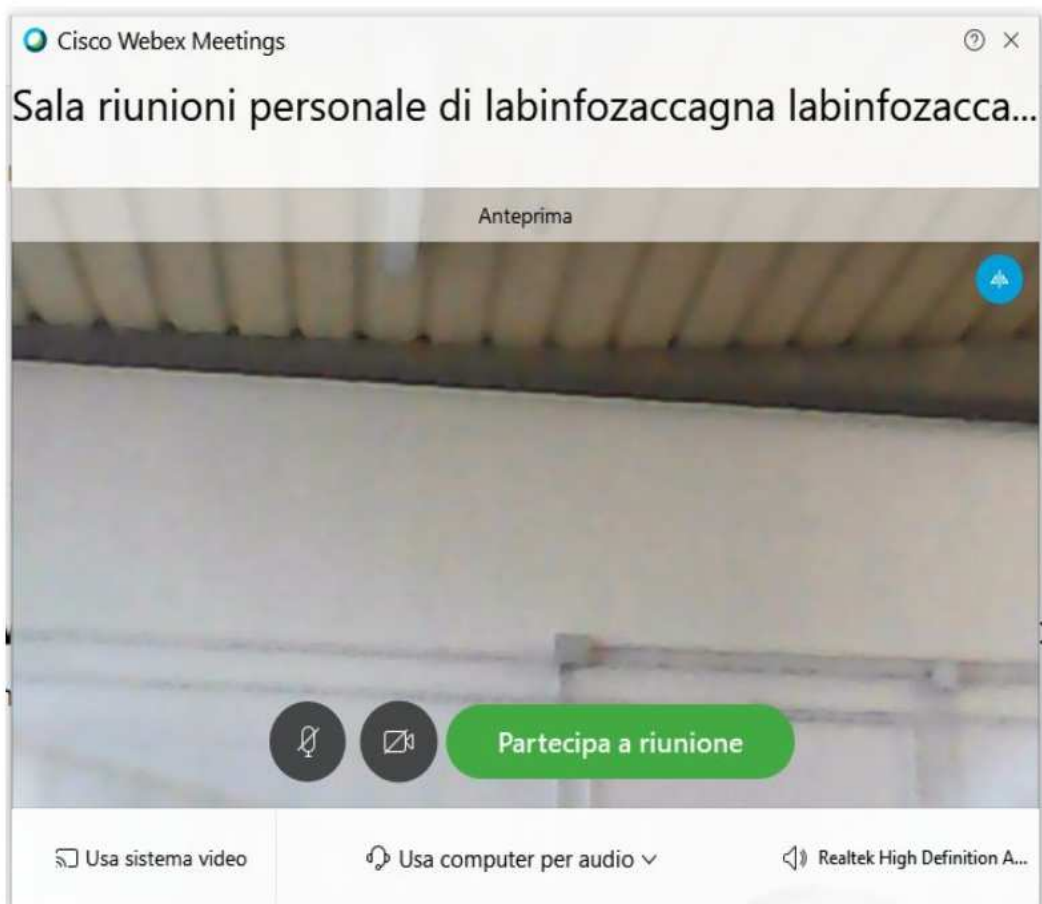 Cisco Webex Meetings
Sala riunioni personale di labinfozaccagna labinfozacca...
Anteprima
Partecipa a riunione
Usa sistema video
Usa computer per audio
Realtek High Definition A...